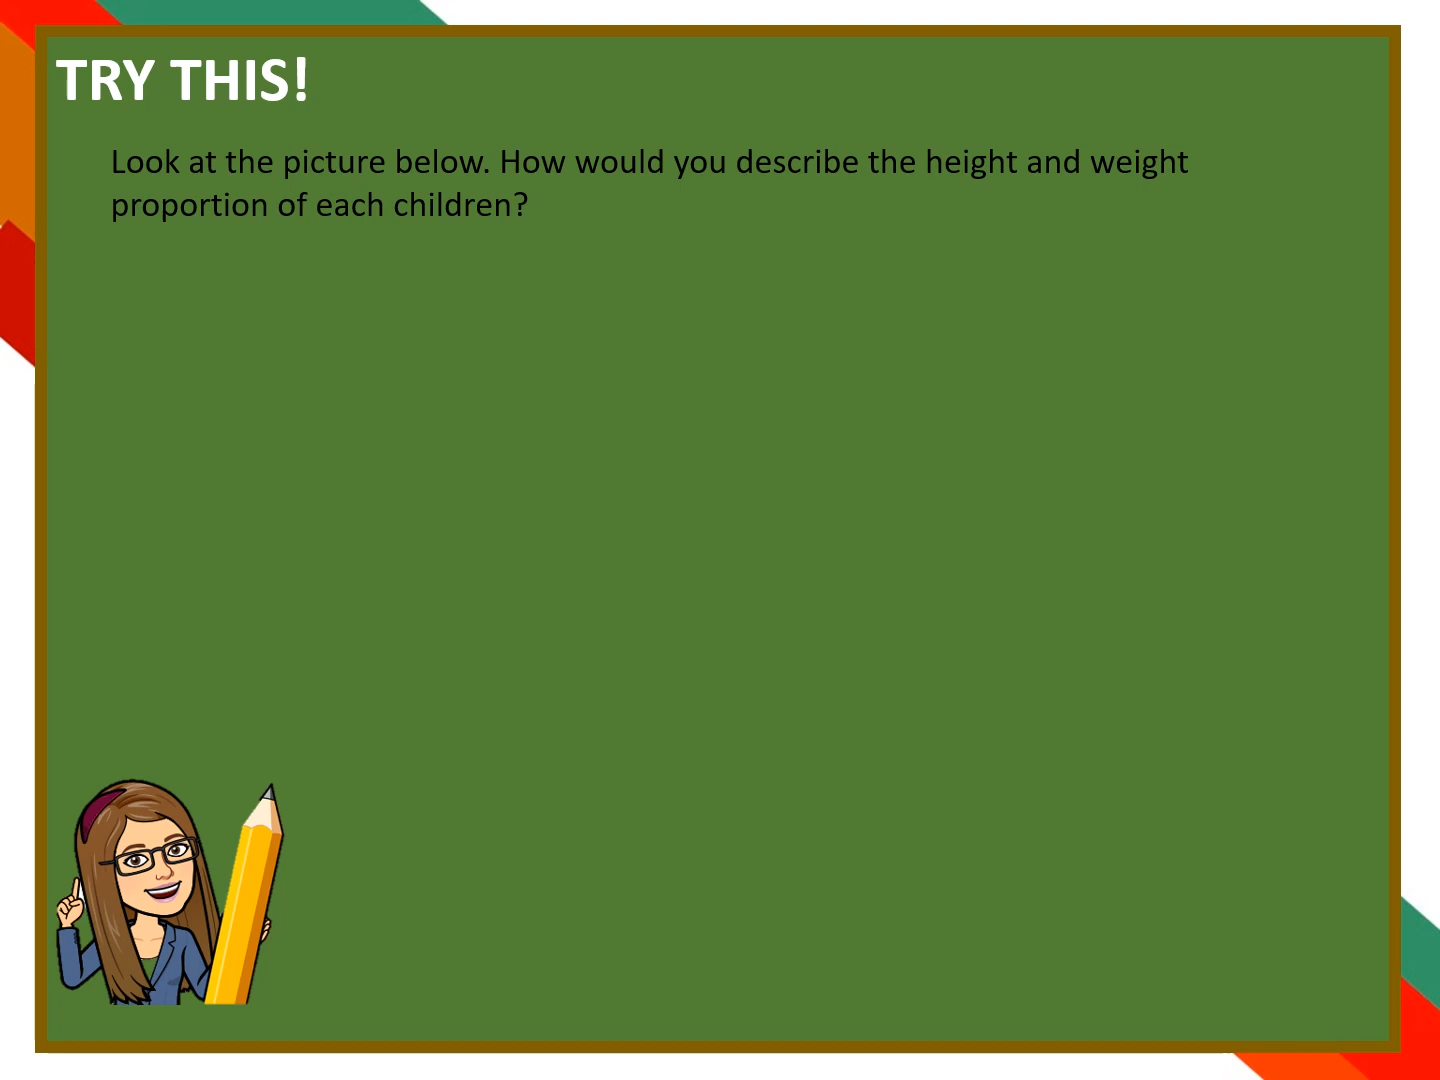 TRY THIS!
Look at the picture below. How would you describe the height and weight
proportion of each children?